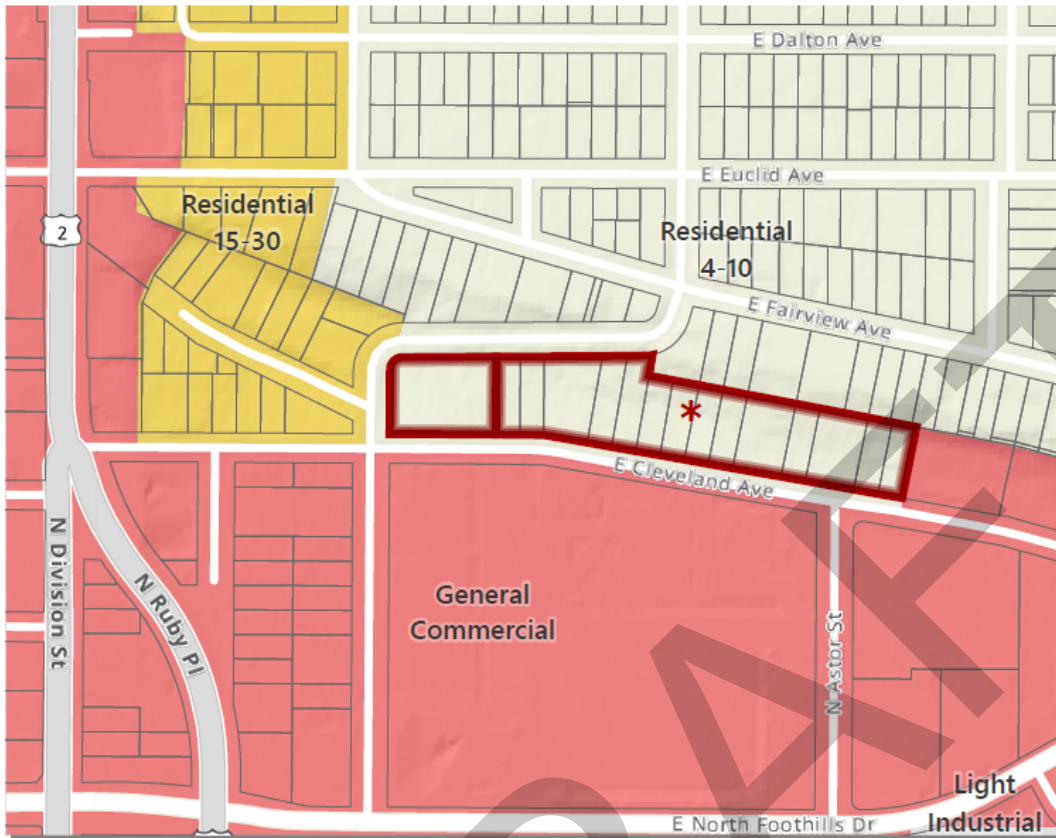 E Dalton Ave
E Euclid Ave
Residential
15-30
Residential
4-10
2
E Fairview Ave
*
E Cleveland Ave
N Division St
N Ruby Pl
General
Commercial
N Astor St
Light
Industrial
E North Foothills Dr
DRAFT